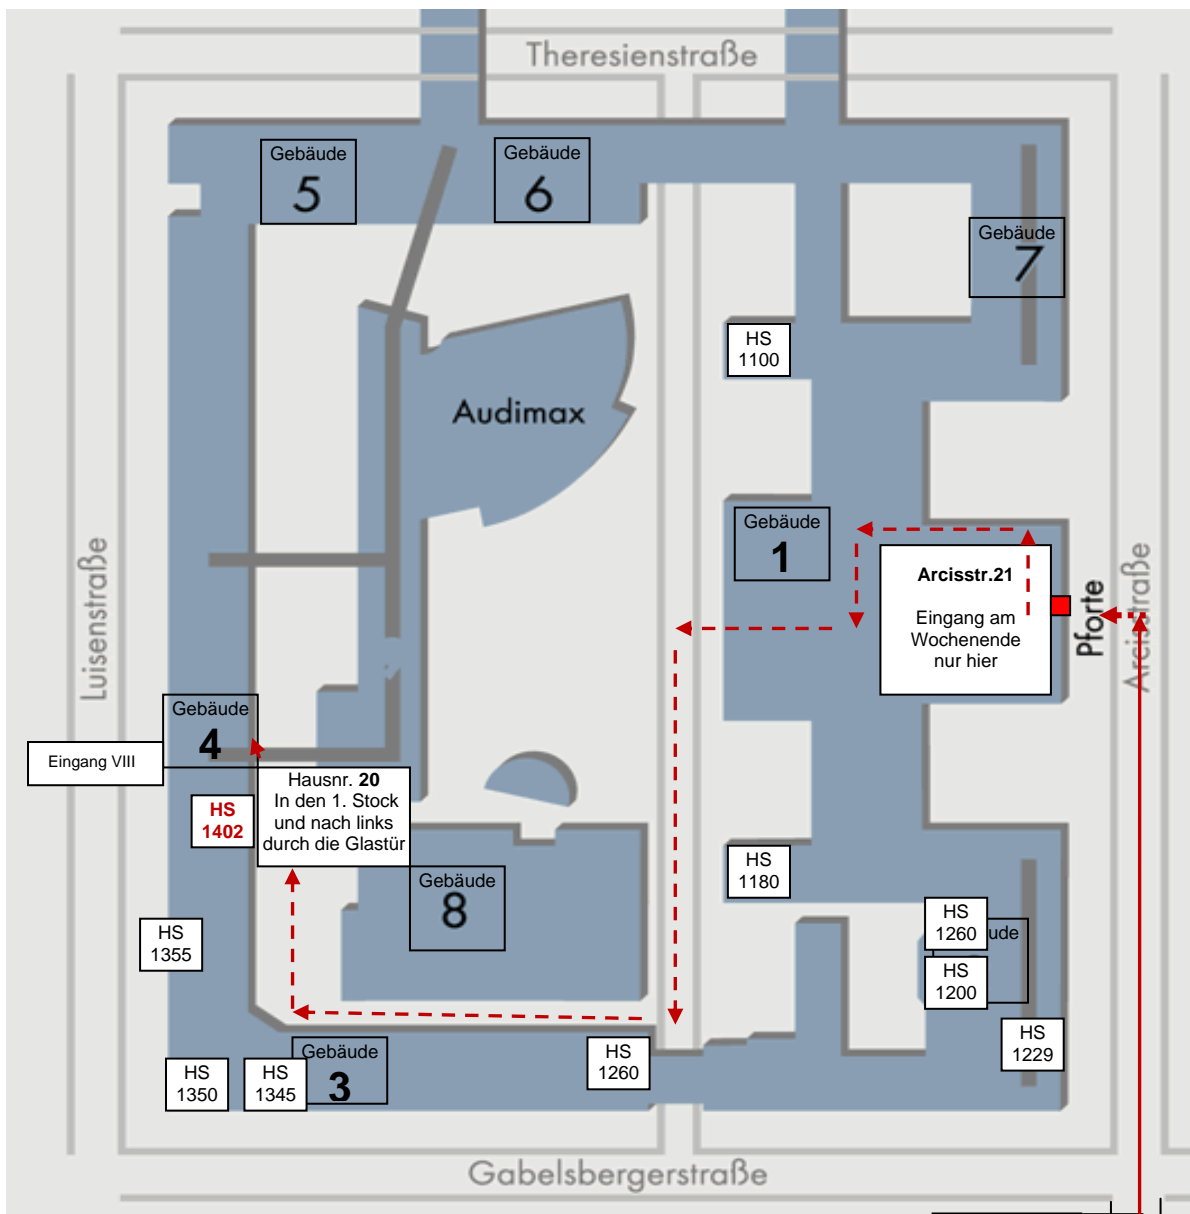 Theresienstraße
Gebäude
5
Gebäude
6
Gebäude
7
HS
1100
Audimax
Gebäude
1
Arcisstr.21
Eingang am
Wochenende
nur hier
Pforte
Arcisstraße
Luisenstraße
Gebäude
4
Eingang VIII
Hausnr. 20
In den 1. Stock
und nach links
durch die Glastür
HS
1402
HS
1180
Gebäude
8
HS
1260
ude
HS
1200
HS
1355
HS
1229
HS
1260
Gebäude
3
HS
1350
HS
1345
Gabelsbergerstraße